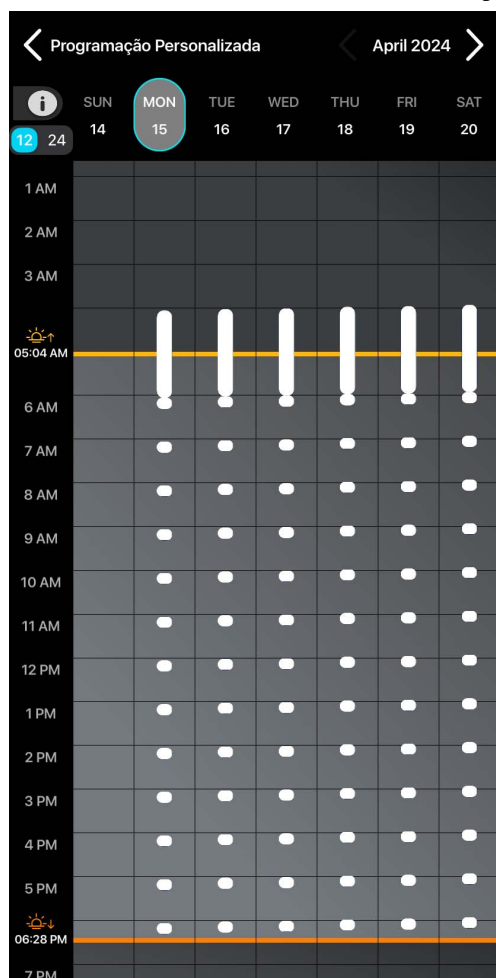 Programação Personalizada
April 2024
SUN MON TUE WED THU FRI SAT
14 15 16 17 18 19 20
12 24
1 AM
2 AM
3 AM
05:04 AM
6 AM
7 AM
8 AM
9 AM
10 AM
11 AM
12 PM
1 PM
2 PM
3 PM
4 PM
5 PM
06:28 PM
7 PM